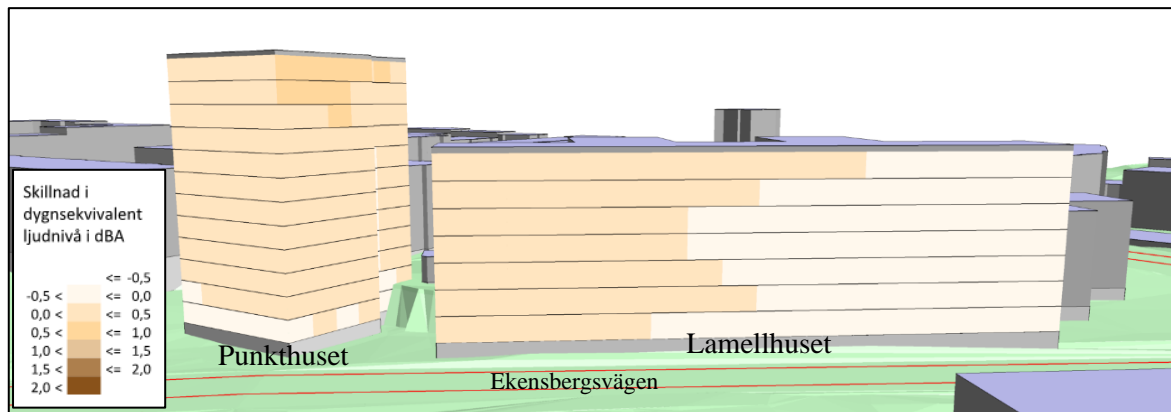 Skillnad i
dygnsekvivalent
ljudnivå i dBA
<= -0,5
-0,5 < <= 0,0
0,0 < <= 0,5
0,5 < <= 1,0
1,0 < <= 1,5
1,5 < <= 2,0
2,0 <
Punkthuset
Lamellhuset
Ekensbergsvägen